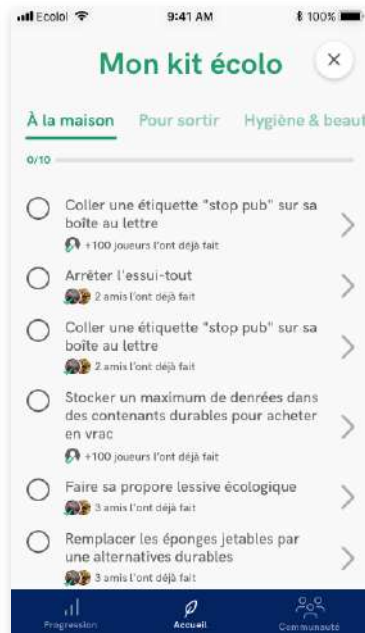 Ecolo! 9:41 AM 100%
Mon kit écolo
À la maison Pour sortir Hygiène & beaut
0/10
Coller une étiquette "stop pub" sur sa
boîte au lettre
+100 joueurs l'ont déjà fait
Arrêter l'essui-tout
2 amis l'ont déjà fait
Coller une étiquette "stop pub" sur sa
boîte au lettre
2 amis l'ont déjà fait
Stocker un maximum de denrées dans
des contenants durables pour acheter
en vrac
+100 joueurs l'ont déjà fait
Faire sa propore lessive écologique
3 amis l'ont déjà fait
Remplacer les éponges jetables par
une alternatives durables
3 amis l'ont déjà fait
Progression Accueil Communauté